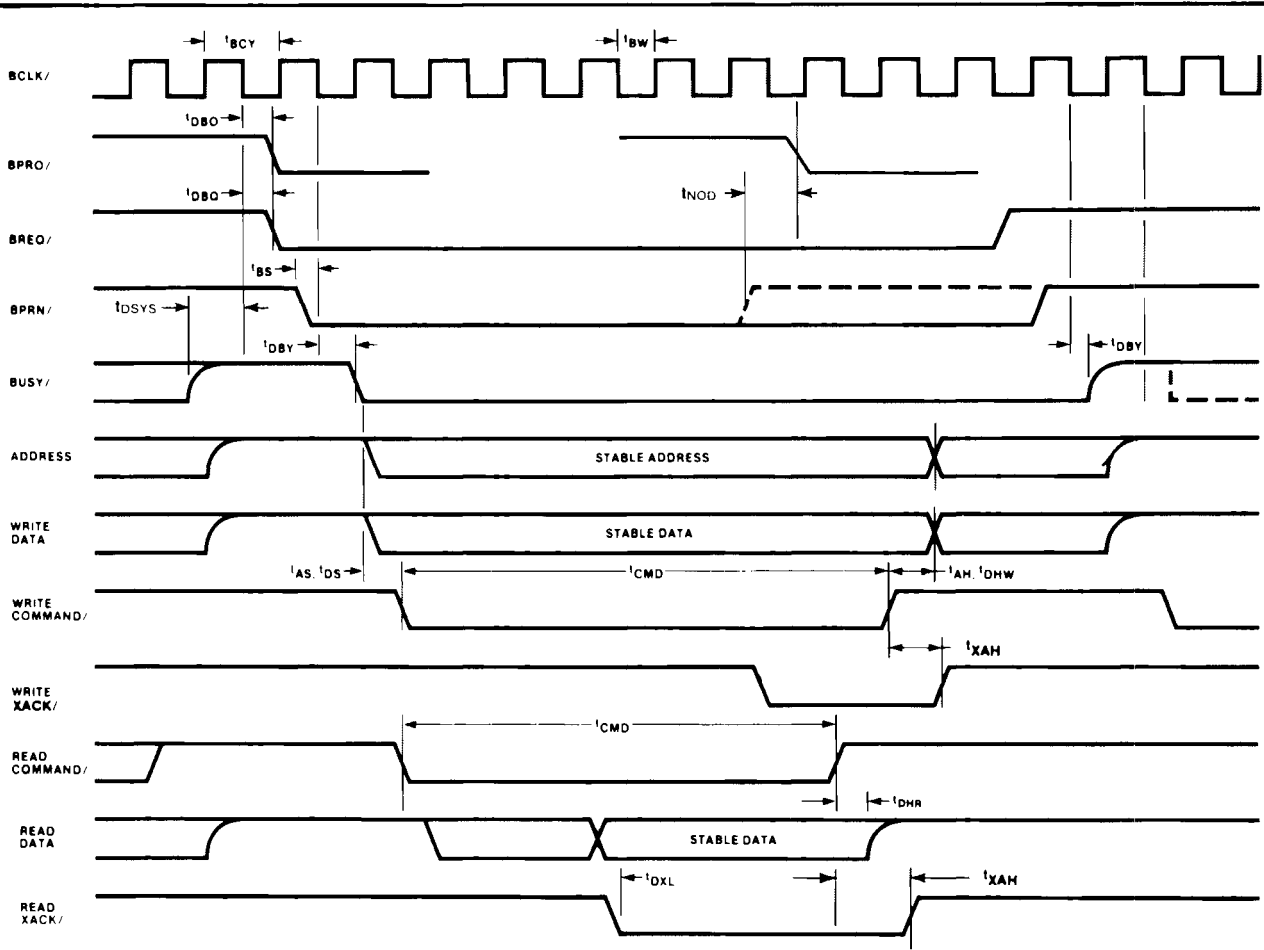 tBCY
tBW
BCLK/
tDBO
BPRO/
tDBQ
tNOD
BREQ/
tBS
BPRN/
tDSYS
tDBY
tDBY
BUSY/
ADDRESS
STABLE ADDRESS
WRITE
DATA
STABLE DATA
tAS, tDS
tCMD
tAH, tDHW
WRITE
COMMAND/
tXAH
WRITE
XACK/
tCMD
READ
COMMAND/
tDHR
READ
DATA
STABLE DATA
tDXL
tXAH
READ
XACK/